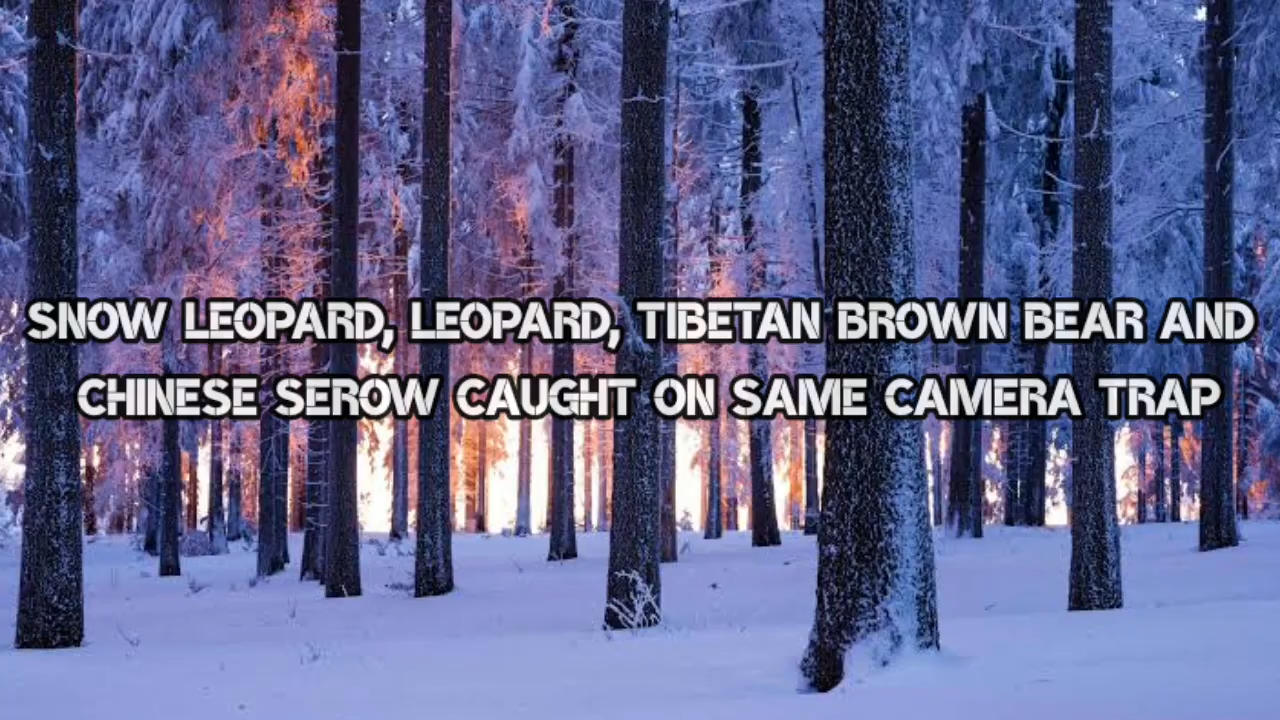 SNOW LEOPARD, LEOPARD, TIBETAN BROWN BEAR AND
CHINESE SEROW CAUGHT ON SAME CAMERA TRAP